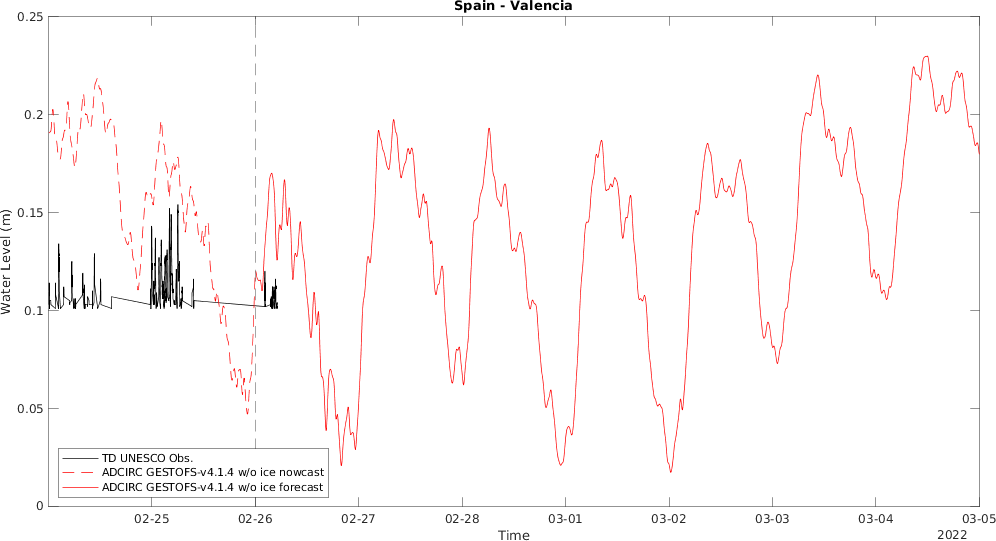 Spain - Valencia
0.25
0.2
0.15
0.1
0.05
0
Water Level (m)
TD UNESCO Obs.
ADCIRC GESTOFS-v4.1.4 w/o ice nowcast
ADCIRC GESTOFS-v4.1.4 w/o ice forecast
02-25 02-26 02-27 02-28 03-01 03-02 03-03 03-04 03-05
Time
2022